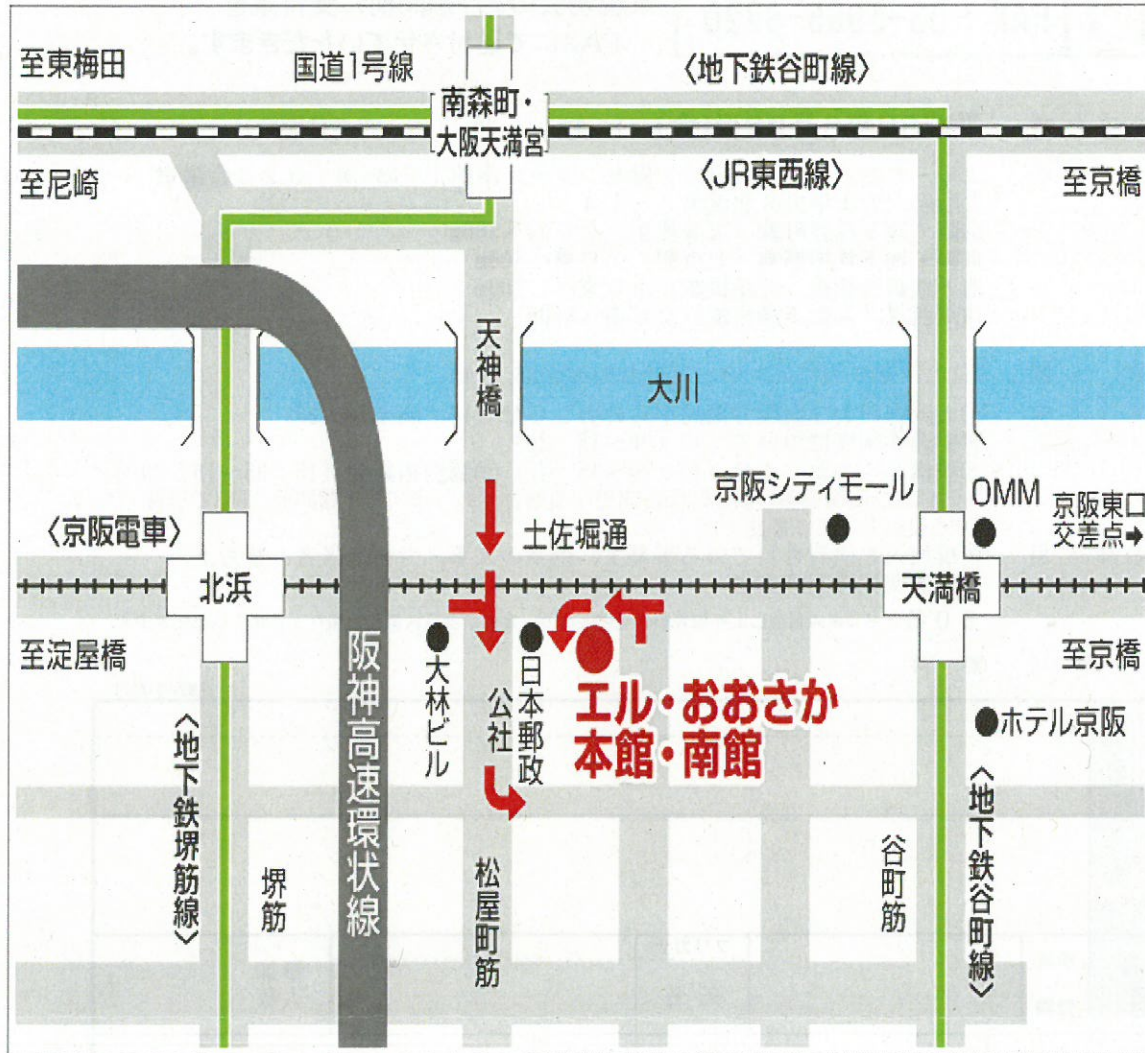 至東梅田
国道1号線
〈地下鉄谷町線〉
南森町・
大阪天満宮
至尼崎
〈JR東西線〉
至京橋
天神橋
大川
京阪シティモール
OMM
京阪東口
交差点➡
〈京阪電車〉
土佐堀通
北浜
天満橋
至淀屋橋
阪神高速環状線
大林ビル
日本郵政
公社
エル・おおさか
本館・南館
至京橋
ホテル京阪
〈地下鉄堺筋線〉
堺筋
松屋町筋
谷町筋
〈地下鉄谷町線〉